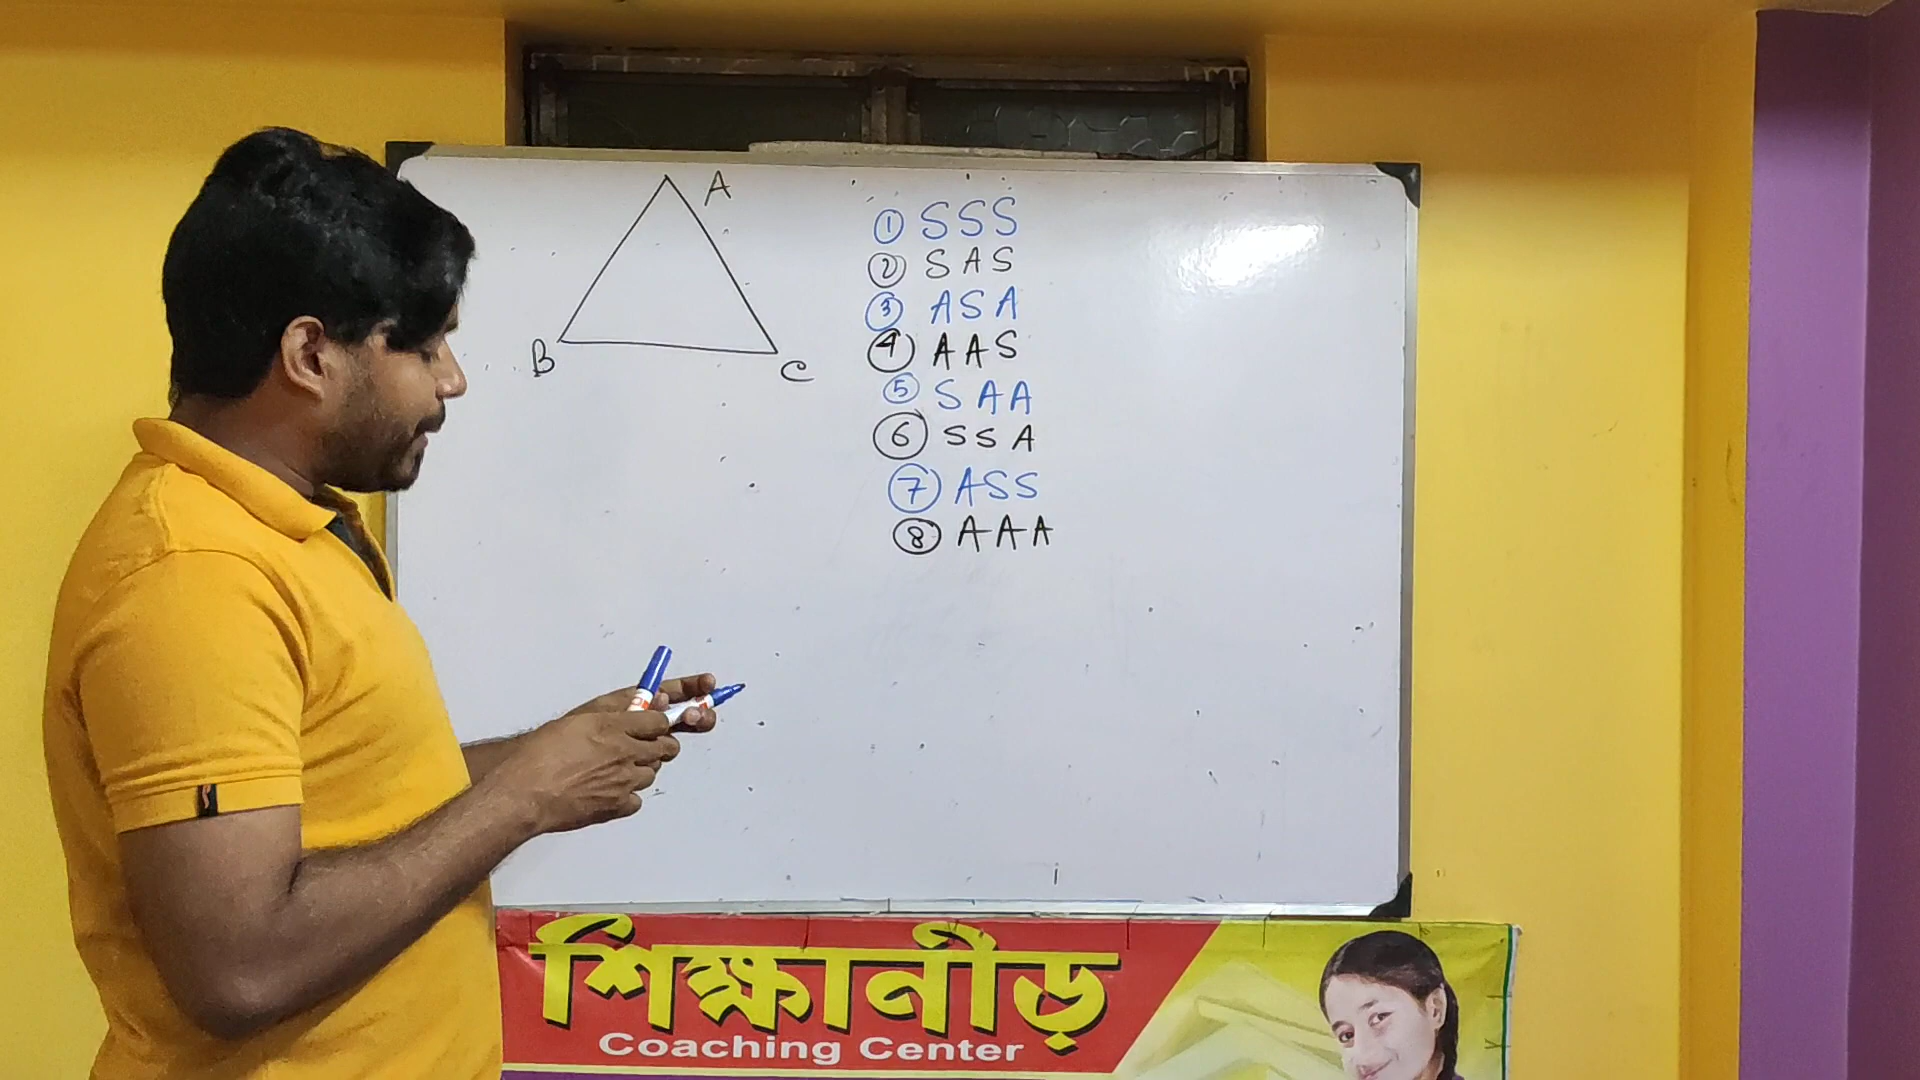 A
B
C
① SSS
② SAS
③ ASA
④ AAS
⑤ SAA
⑥ SSA
⑦ ASS
⑧ AAA
শিক্ষানীড়
Coaching Center